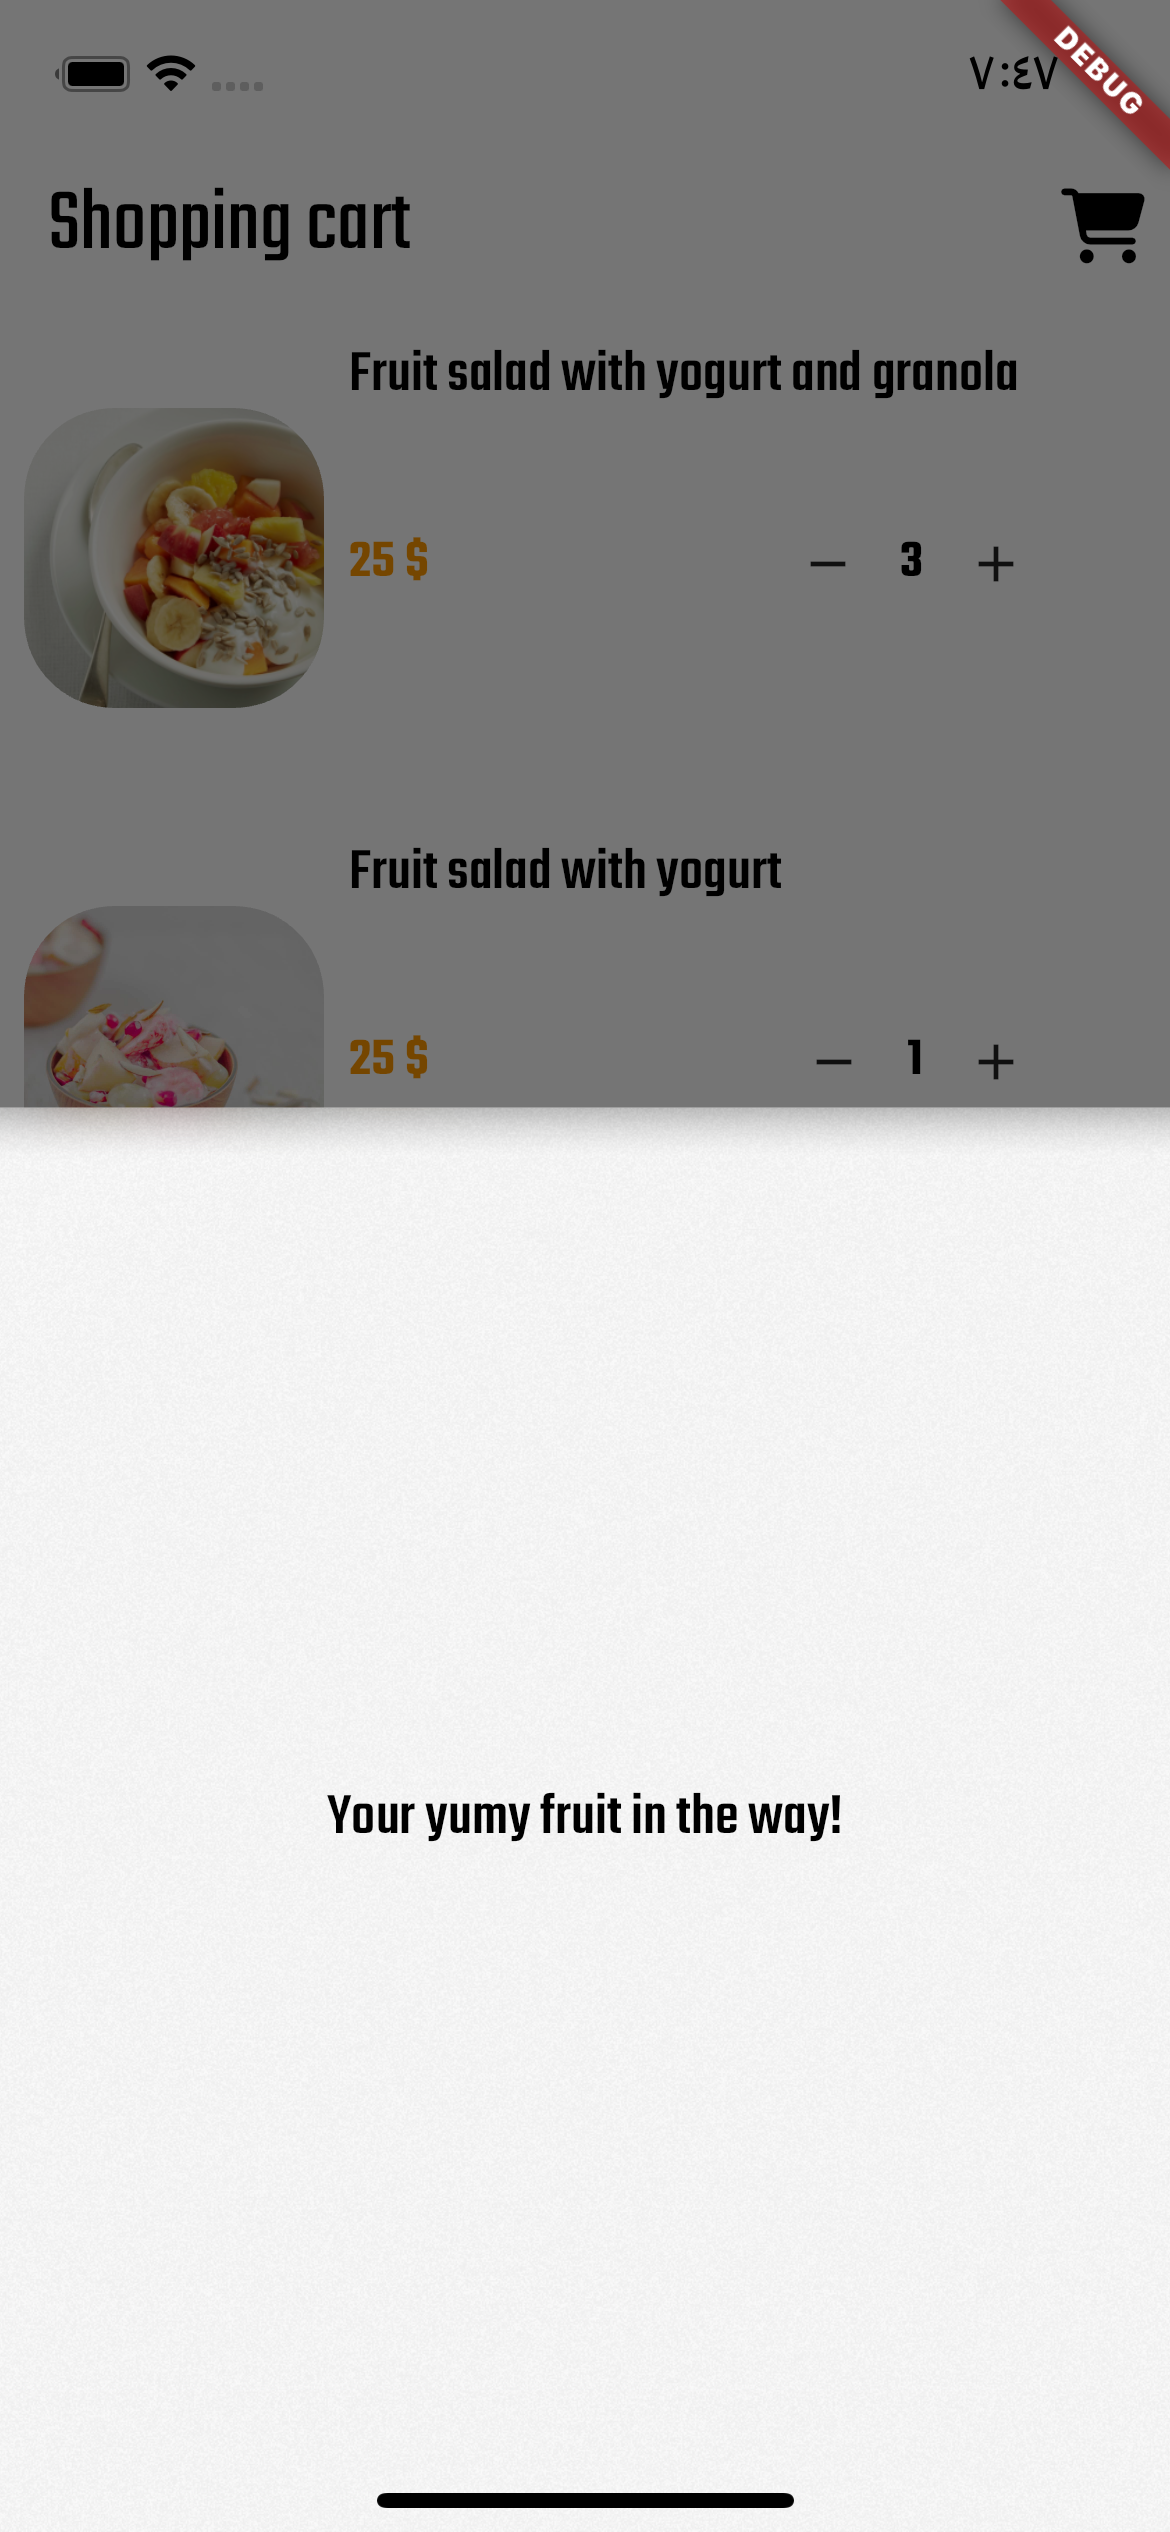 ٧:٤٧
DEBUG
Shopping cart
Fruit salad with yogurt and granola
25 $
3
Fruit salad with yogurt
25 $
1
Your yumy fruit in the way!